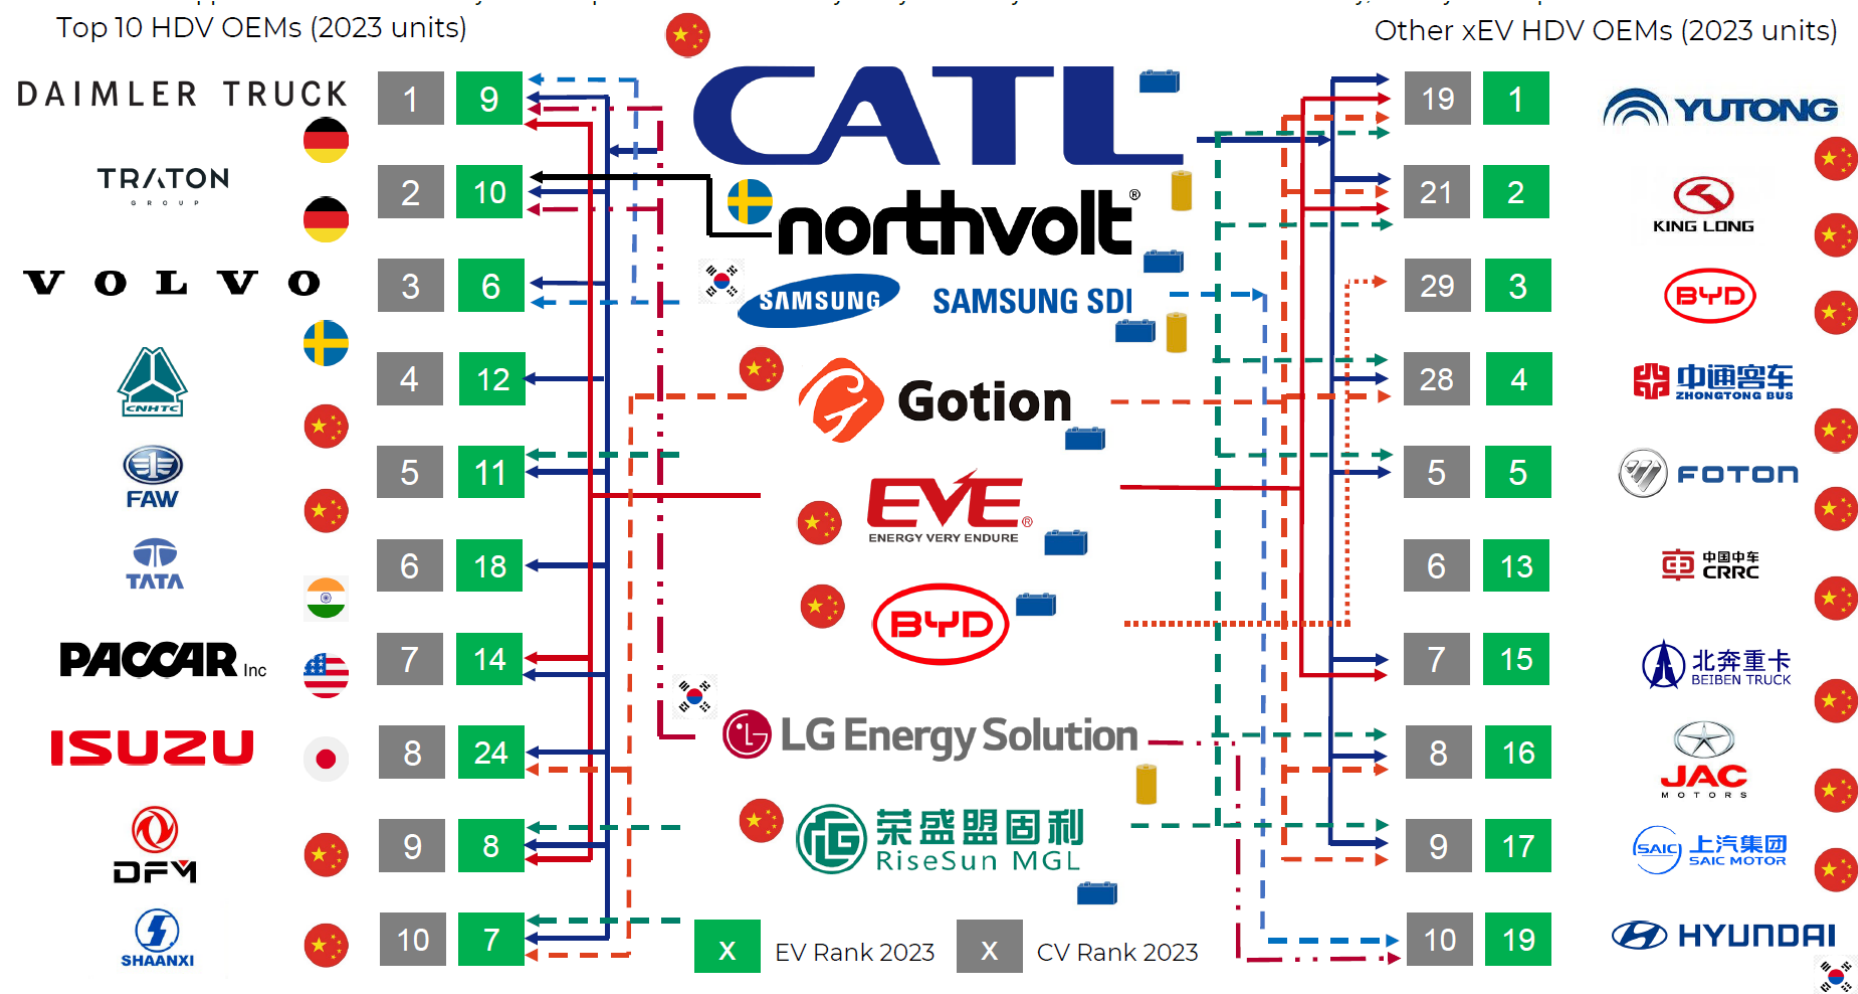 Top 10 HDV OEMs (2023 units)
Other xEV HDV OEMs (2023 units)
DAIMLER TRUCK
1
9
CATL
19
1
YUTONG
TRATON
GROUP
2
10
northvolt®
21
2
KING LONG
VOLVO
3
6
SAMSUNG
SAMSUNG SDI
29
3
BYD
CNHTC
4
12
Gotion
28
4
中通客车
ZHONGTONG BUS
FAW
5
11
EVE®
ENERGY VERY ENDURE
5
5
FOTON
TATA
6
18
BYD
6
13
中国中车
CRRC
PACCAR Inc
7
14
7
15
北奔重卡
BEIBEN TRUCK
ISUZU
8
24
LG Energy Solution
8
16
JAC
MOTORS
DFM
9
8
荣盛盟固利
RiseSun MGL
9
17
SAIC
上汽集团
SAIC MOTOR
SHAANXI
10
7
x
EV Rank 2023
x
CV Rank 2023
10
19
HYUNDAI